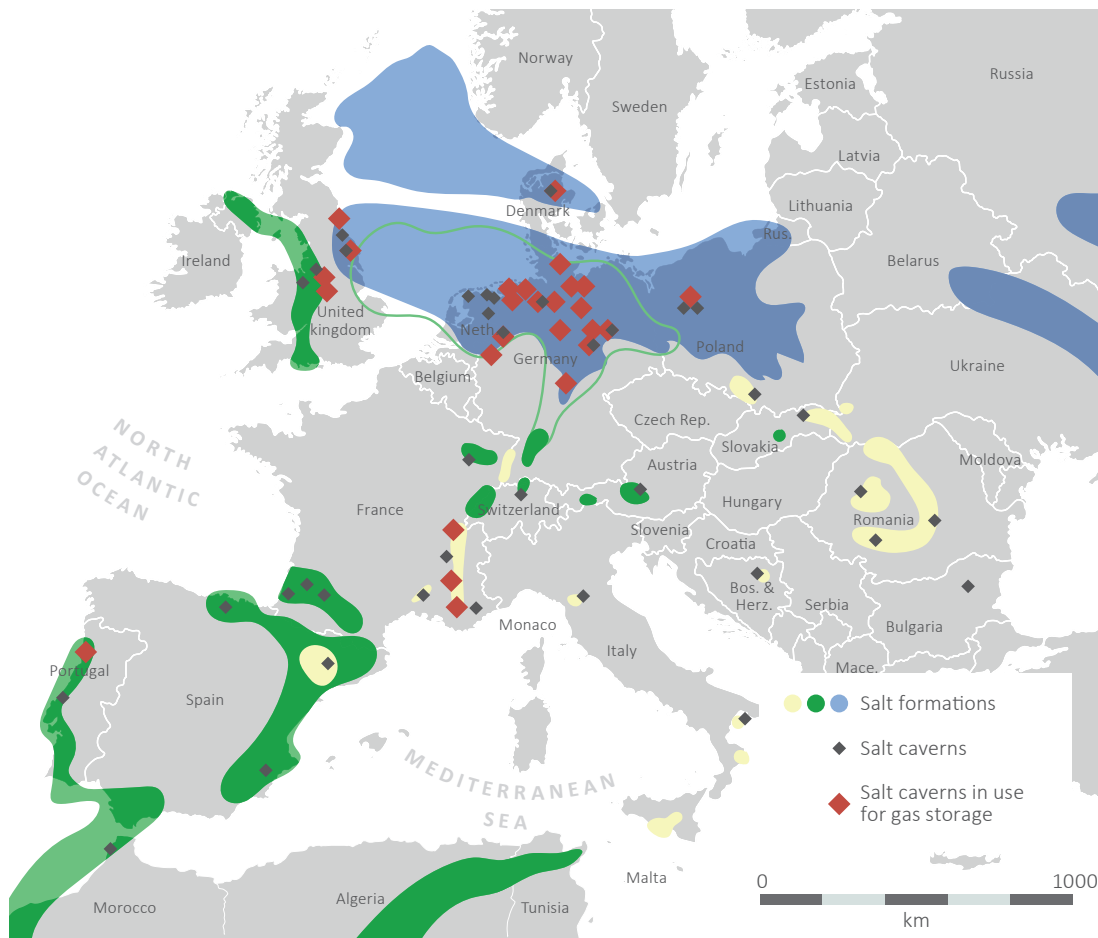 Norway
Russia
Estonia
Sweden
Latvia
Lithuania
Denmark
Rus.
Ireland
Belarus
United
kingdom
Neth.
Poland
Germany
Ukraine
Belgium
NORTH
ATLANTIC
OCEAN
Czech Rep.
Slovakia
Moldova
Austria
France
Switzerland
Hungary
Romania
Slovenia
Croatia
Bos. &
Herz.
Serbia
Monaco
Bulgaria
Italy
Portugal
Mace.
Spain
Salt formations
Salt caverns
MEDITERRANEAN
SEA
Salt caverns in use
for gas storage
Malta
0
1000
km
Algeria
Morocco
Tunisia